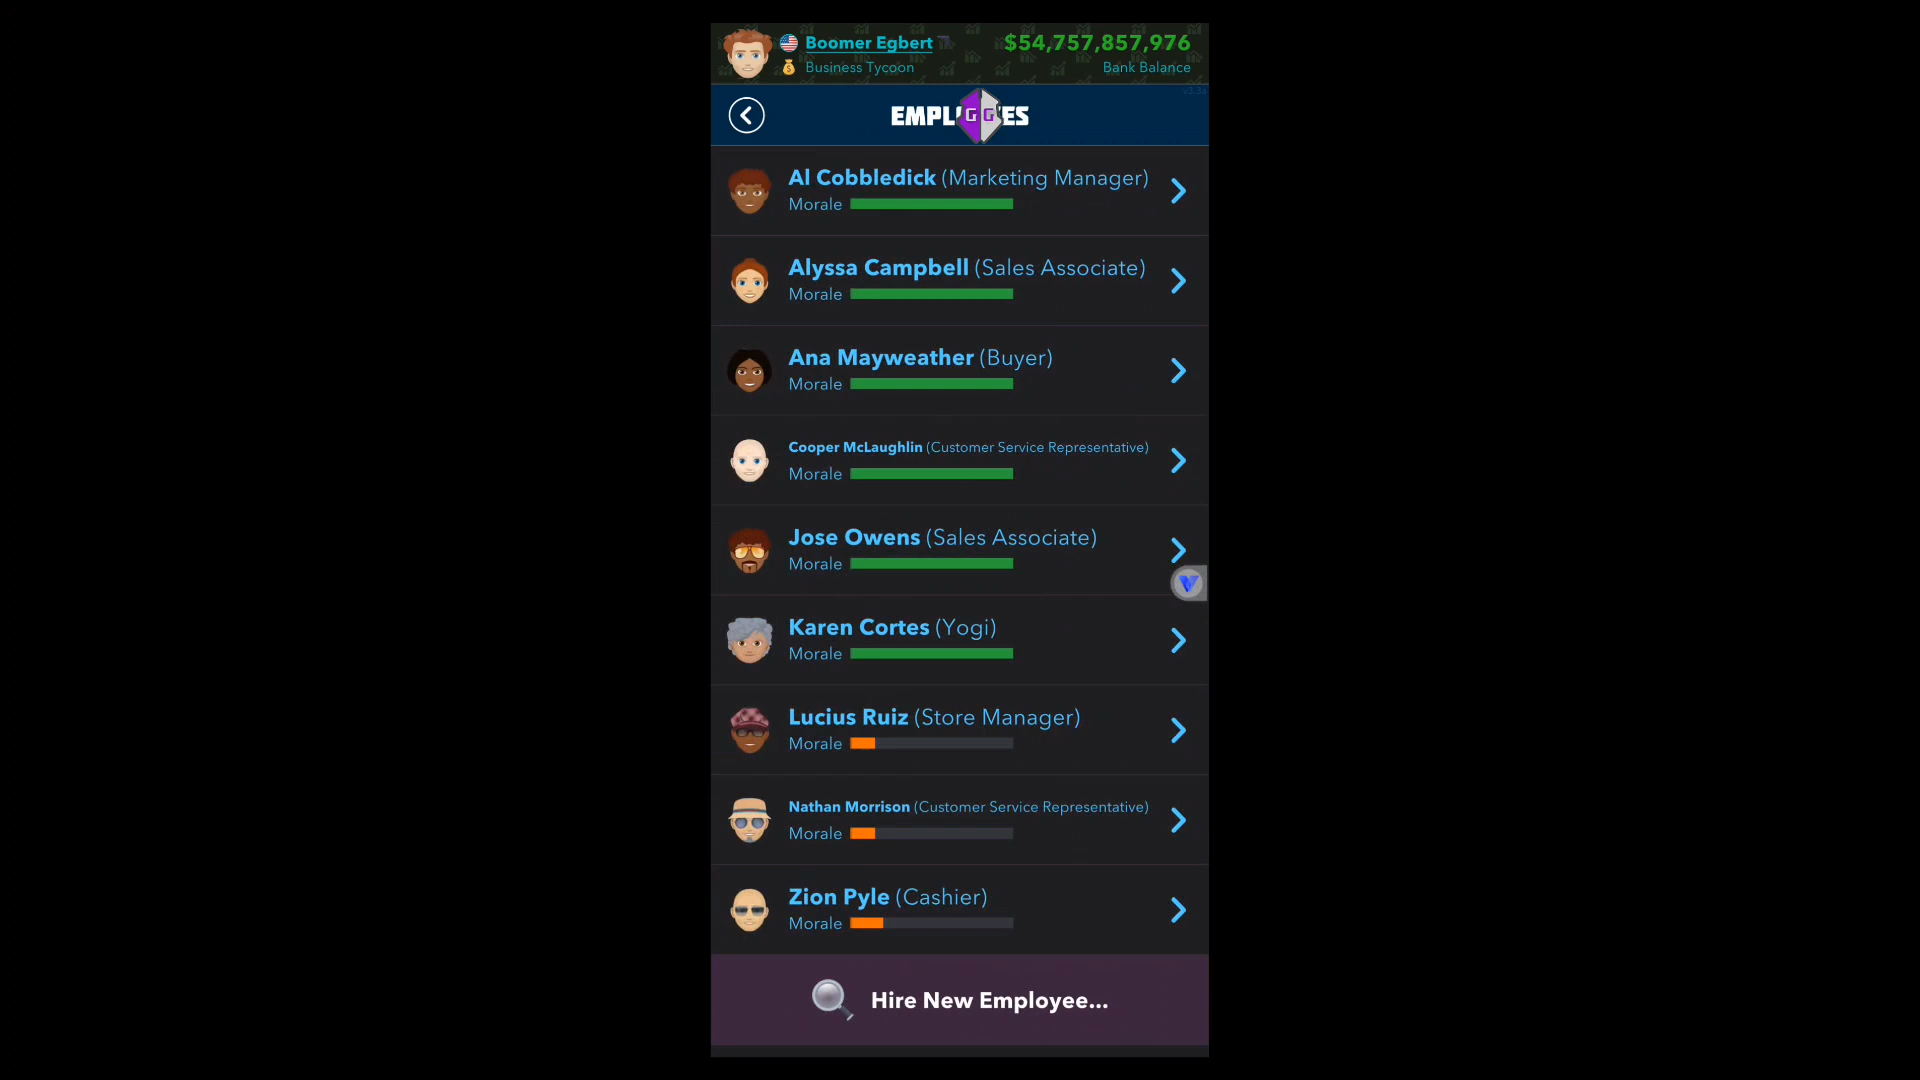 Boomer Egbert
$54,757,857,976
Business Tycoon
Bank Balance
v3.3a
GG
Al Cobbledick (Marketing Manager)
Morale
Alyssa Campbell (Sales Associate)
Morale
Ana Mayweather (Buyer)
Morale
Cooper McLaughlin (Customer Service Representative)
Morale
Jose Owens (Sales Associate)
Morale
V
Karen Cortes (Yogi)
Morale
Lucius Ruiz (Store Manager)
Morale
Nathan Morrison (Customer Service Representative)
Morale
Zion Pyle (Cashier)
Morale
Hire New Employee...